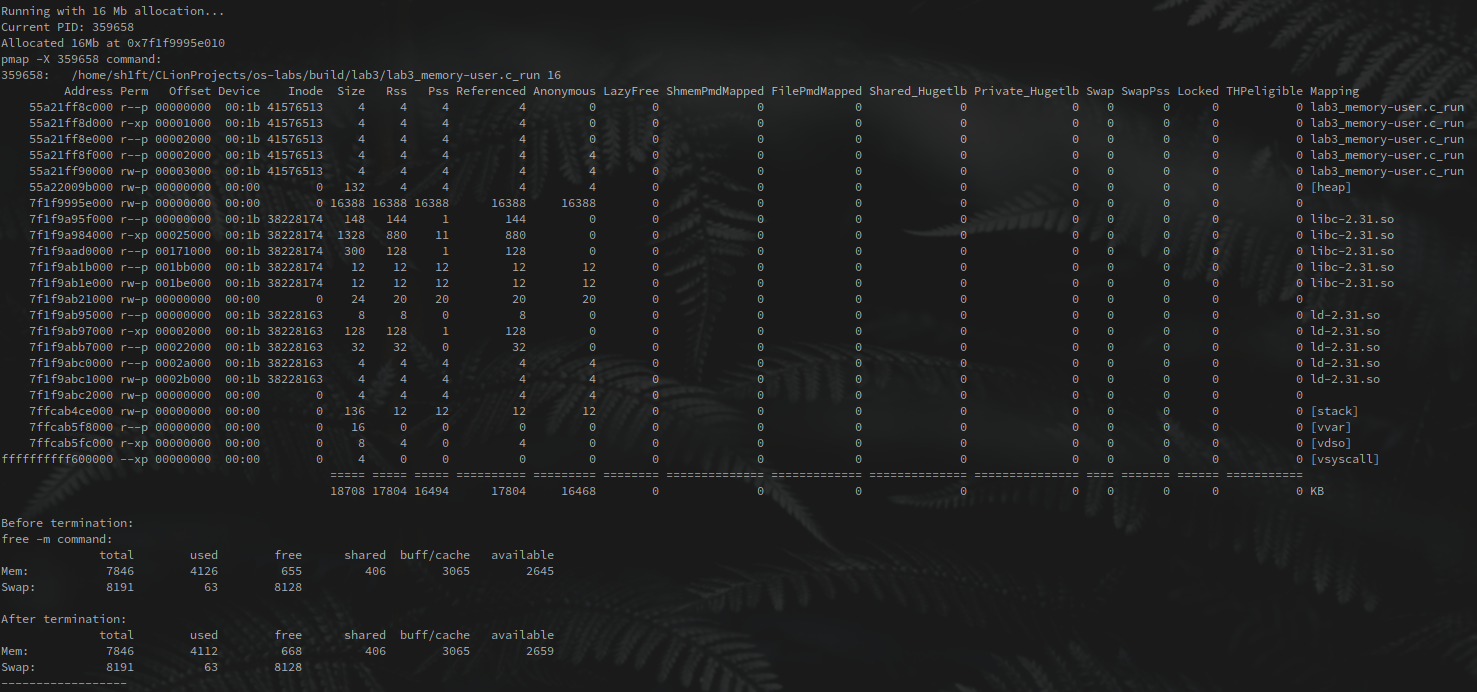 Running with 16 Mb allocation...
Current PID: 359658
Allocated 16Mb at 0x7f1f9995e010
pmap -X 359658 command:
359658:   /home/sh1ft/CLionProjects/os-labs/build/lab3/lab3_memory-user.c_run 16
         Address Perm   Offset Device    Inode  Size   Rss   Pss Referenced Anonymous LazyFree ShmemPmdMapped FilePmdMapped Shared_Hugetlb Private_Hugetlb Swap SwapPss Locked THPeligible Mapping
    55a21ff8c000 r--p 00000000  00:1b 41576513     4     4     4          4         0        0              0             0              0               0    0       0      0           0 lab3_memory-user.c_run
    55a21ff8d000 r-xp 00001000  00:1b 41576513     4     4     4          4         0        0              0             0              0               0    0       0      0           0 lab3_memory-user.c_run
    55a21ff8e000 r--p 00002000  00:1b 41576513     4     4     4          4         0        0              0             0              0               0    0       0      0           0 lab3_memory-user.c_run
    55a21ff8f000 r--p 00002000  00:1b 41576513     4     4     4          4         4        0              0             0              0               0    0       0      0           0 lab3_memory-user.c_run
    55a21ff90000 rw-p 00003000  00:1b 41576513     4     4     4          4         4        0              0             0              0               0    0       0      0           0 lab3_memory-user.c_run
    55a22009b000 rw-p 00000000  00:00        0   132     4     4          4         4        0              0             0              0               0    0       0      0           0 [heap]
    7f1f9995e000 rw-p 00000000  00:00        0 16388 16388 16388      16388     16388        0              0             0              0               0    0       0      0           0
    7f1f9a95f000 r--p 00000000  00:1b 38228174   148   144     1        144         0        0              0             0              0               0    0       0      0           0 libc-2.31.so
    7f1f9a984000 r-xp 00025000  00:1b 38228174  1328   880    11        880         0        0              0             0              0               0    0       0      0           0 libc-2.31.so
    7f1f9aad0000 r--p 00171000  00:1b 38228174   300   128     1        128         0        0              0             0              0               0    0       0      0           0 libc-2.31.so
    7f1f9ab1b000 r--p 001bb000  00:1b 38228174    12    12    12         12        12        0              0             0              0               0    0       0      0           0 libc-2.31.so
    7f1f9ab1e000 rw-p 001be000  00:1b 38228174    12    12    12         12        12        0              0             0              0               0    0       0      0           0 libc-2.31.so
    7f1f9ab21000 rw-p 00000000  00:00        0    24    20    20         20        20        0              0             0              0               0    0       0      0           0
    7f1f9ab95000 r--p 00000000  00:1b 38228163     8     8     0          8         0        0              0             0              0               0    0       0      0           0 ld-2.31.so
    7f1f9ab97000 r-xp 00002000  00:1b 38228163   128   128     1        128         0        0              0             0              0               0    0       0      0           0 ld-2.31.so
    7f1f9abb7000 r--p 00022000  00:1b 38228163    32    32     0         32         0        0              0             0              0               0    0       0      0           0 ld-2.31.so
    7f1f9abc0000 r--p 0002a000  00:1b 38228163     4     4     4          4         4        0              0             0              0               0    0       0      0           0 ld-2.31.so
    7f1f9abc1000 rw-p 0002b000  00:1b 38228163     4     4     4          4         4        0              0             0              0               0    0       0      0           0 ld-2.31.so
    7f1f9abc2000 rw-p 00000000  00:00        0     4     4     4          4         4        0              0             0              0               0    0       0      0           0
    7ffcab4ce000 rw-p 00000000  00:00        0   136    12    12         12        12        0              0             0              0               0    0       0      0           0 [stack]
    7ffcab5f8000 r--p 00000000  00:00        0    16     0     0          0         0        0              0             0              0               0    0       0      0           0 [vvar]
    7ffcab5fc000 r-xp 00000000  00:00        0     8     4     0          4         0        0              0             0              0               0    0       0      0           0 [vdso]
ffffffffff600000 --xp 00000000  00:00        0     4     0     0          0         0        0              0             0              0               0    0       0      0           0 [vsyscall]
                                               ===== ===== ===== ========== ========= ======== ============== ============= ============== =============== ==== ======= ====== ===========
                                               18708 17804 16494      17804     16468        0              0             0              0               0    0       0      0           0 KB
Before termination:
free -m command:
              total        used        free      shared  buff/cache   available
Mem:           7846        4126         655         406        3065        2645
Swap:          8191          63        8128
After termination:
              total        used        free      shared  buff/cache   available
Mem:           7846        4112         668         406        3065        2659
Swap:          8191          63        8128
------------------